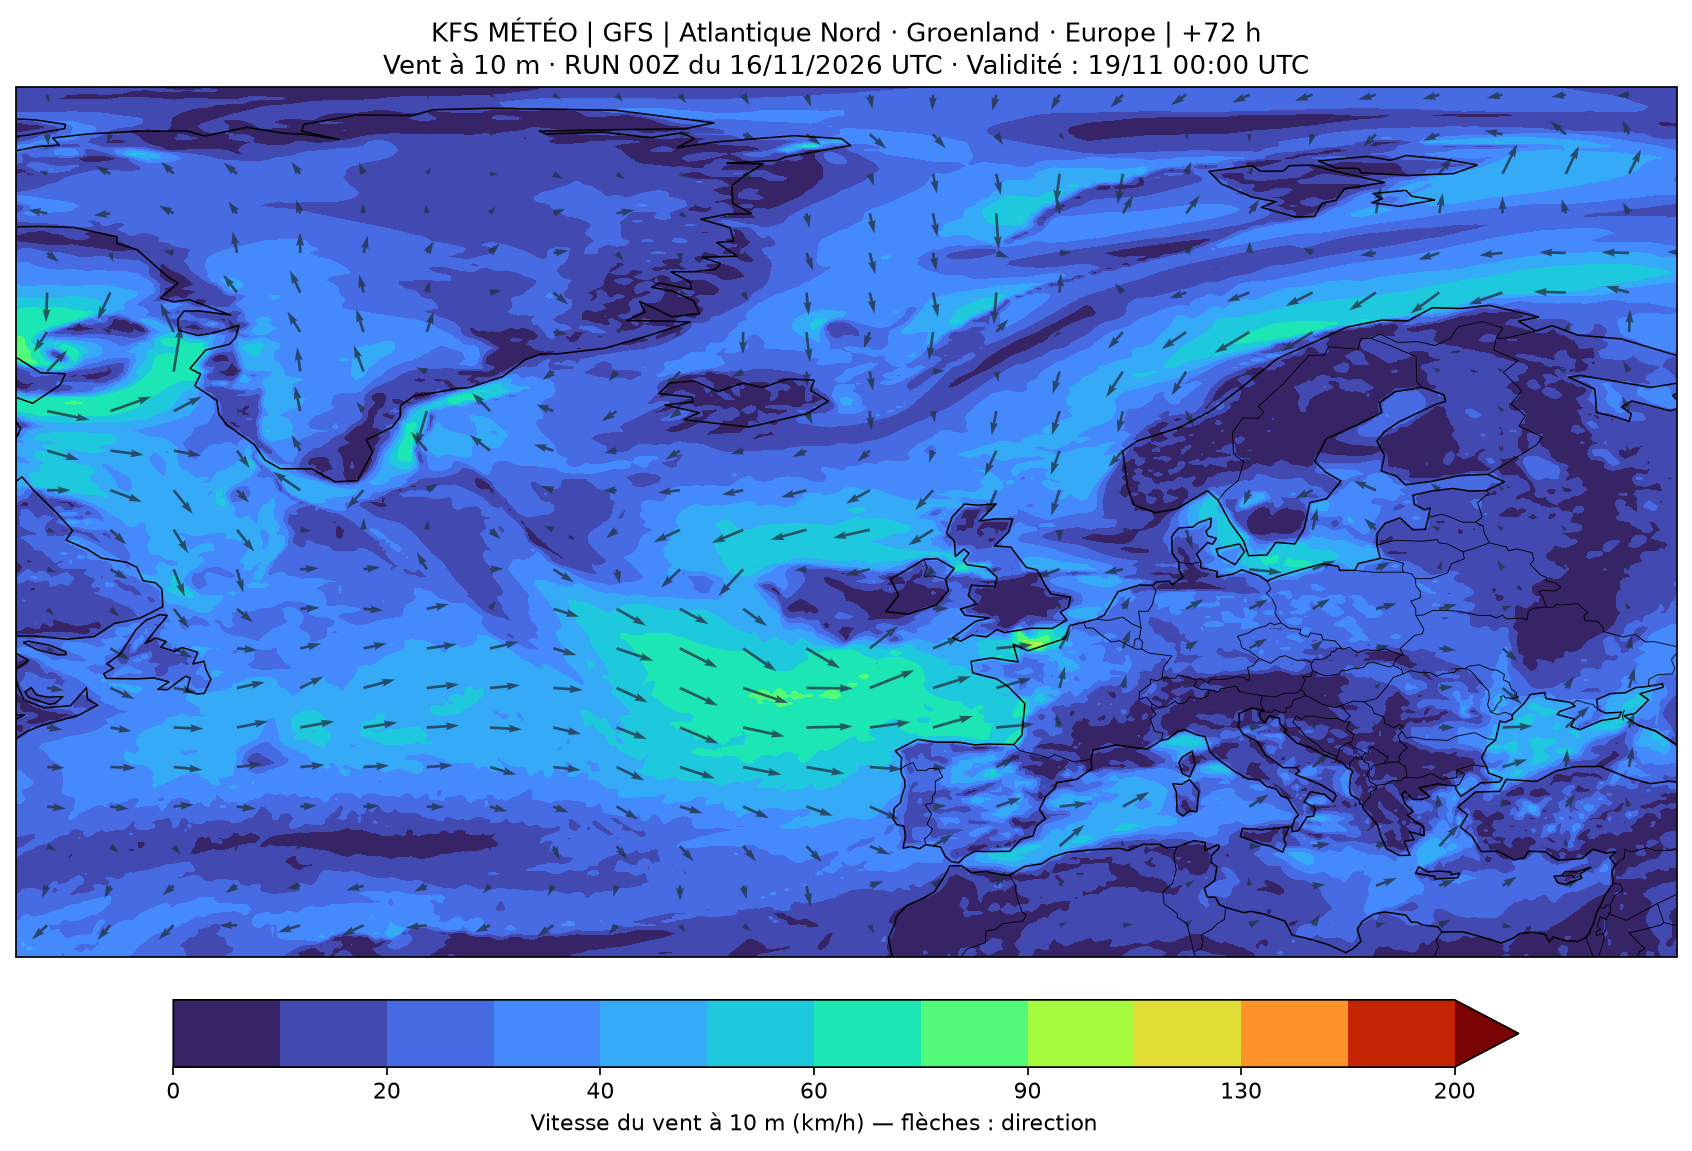 KFS MÉTÉO | GFS | Atlantique Nord · Groenland · Europe | +72 h
Vent à 10 m · RUN 00Z du 16/11/2026 UTC · Validité : 19/11 00:00 UTC
0 20 40 60 90 130 200
Vitesse du vent à 10 m (km/h) — flèches : direction